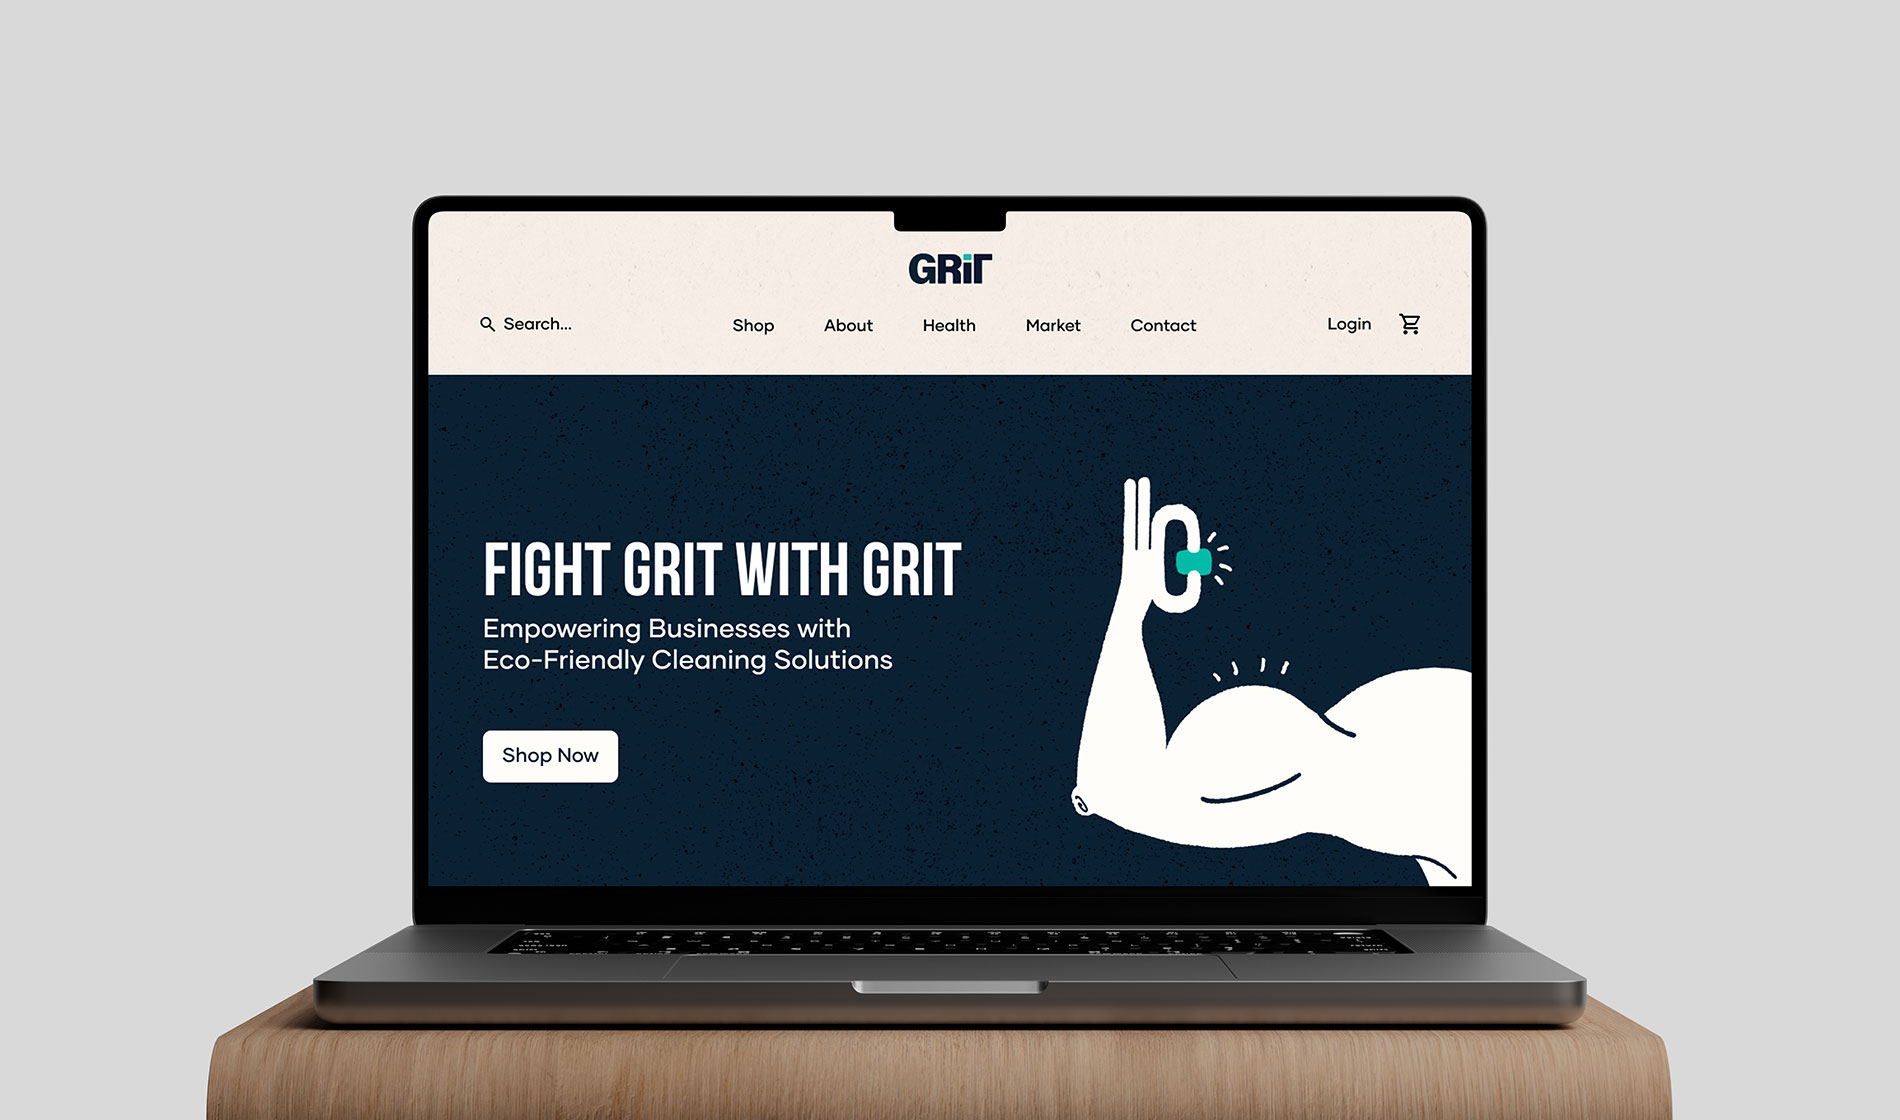 GRiT
Search...
Shop About Health Market Contact
Login
FIGHT GRIT WITH GRIT
Empowering Businesses with
Eco-Friendly Cleaning Solutions
Shop Now